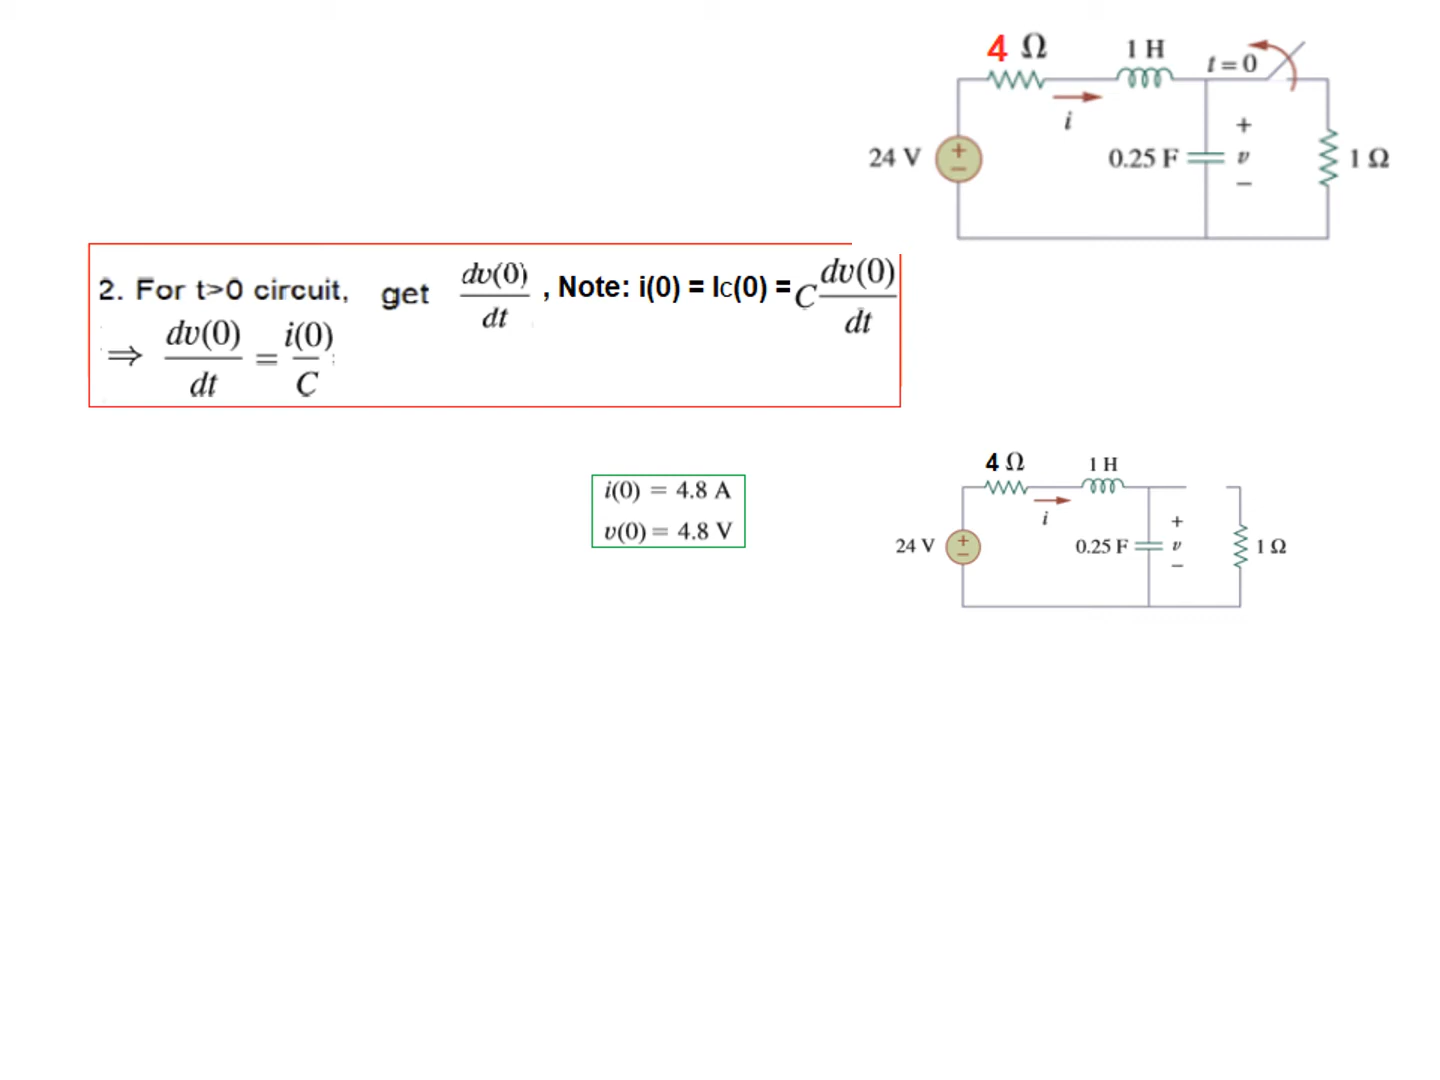 4 Ω
1 H
t = 0
i
24 V
+
−
0.25 F
+
v
−
1 Ω
2. For t>0 circuit, get dv(0)/dt , Note: i(0) = Ic(0) = C dv(0)/dt
⇒ dv(0)/dt = i(0)/C
i(0) = 4.8 A
v(0) = 4.8 V
4 Ω
1 H
i
24 V
+
−
0.25 F
+
v
−
1 Ω